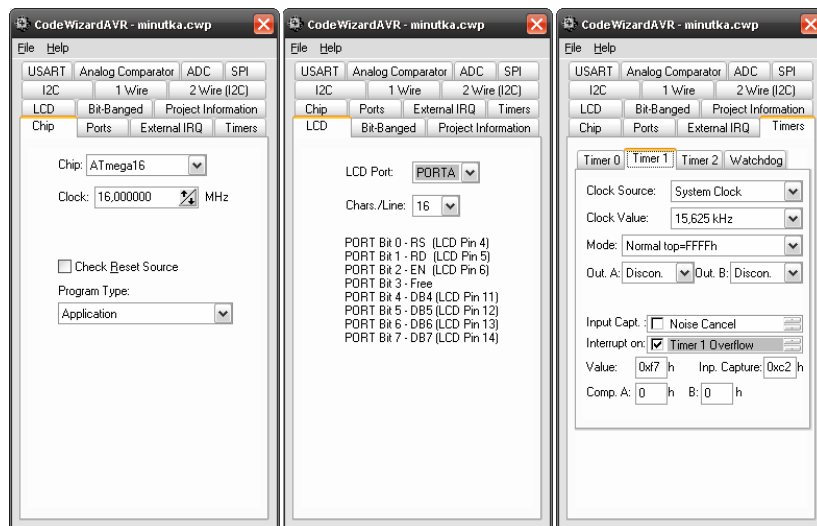 CodeWizardAVR - minutka.cwp
File Help
USART Analog Comparator ADC SPI
I2C 1 Wire 2 Wire (I2C)
LCD Bit-Banged Project Information
Chip Ports External IRQ Timers
Chip: ATmega16
Clock: 16,000000 MHz
Check Reset Source
Program Type:
Application
CodeWizardAVR - minutka.cwp
File Help
USART Analog Comparator ADC SPI
I2C 1 Wire 2 Wire (I2C)
Chip Ports External IRQ Timers
LCD Bit-Banged Project Information
LCD Port: PORTA
Chars./Line: 16
PORT Bit 0 - RS (LCD Pin 4)
PORT Bit 1 - RD (LCD Pin 5)
PORT Bit 2 - EN (LCD Pin 6)
PORT Bit 3 - Free
PORT Bit 4 - DB4 (LCD Pin 11)
PORT Bit 5 - DB5 (LCD Pin 12)
PORT Bit 6 - DB6 (LCD Pin 13)
PORT Bit 7 - DB7 (LCD Pin 14)
CodeWizardAVR - minutka.cwp
File Help
USART Analog Comparator ADC SPI
I2C 1 Wire 2 Wire (I2C)
LCD Bit-Banged Project Information
Chip Ports External IRQ Timers
Timer 0 Timer 1 Timer 2 Watchdog
Clock Source: System Clock
Clock Value: 15,625 kHz
Mode: Normal top=FFFFh
Out. A: Discon. Out. B: Discon.
Input Capt. : Noise Cancel
Interrupt on: Timer 1 Overflow
Value: 0xf7 h Inp. Capture: 0xc2 h
Comp. A: 0 h B: 0 h